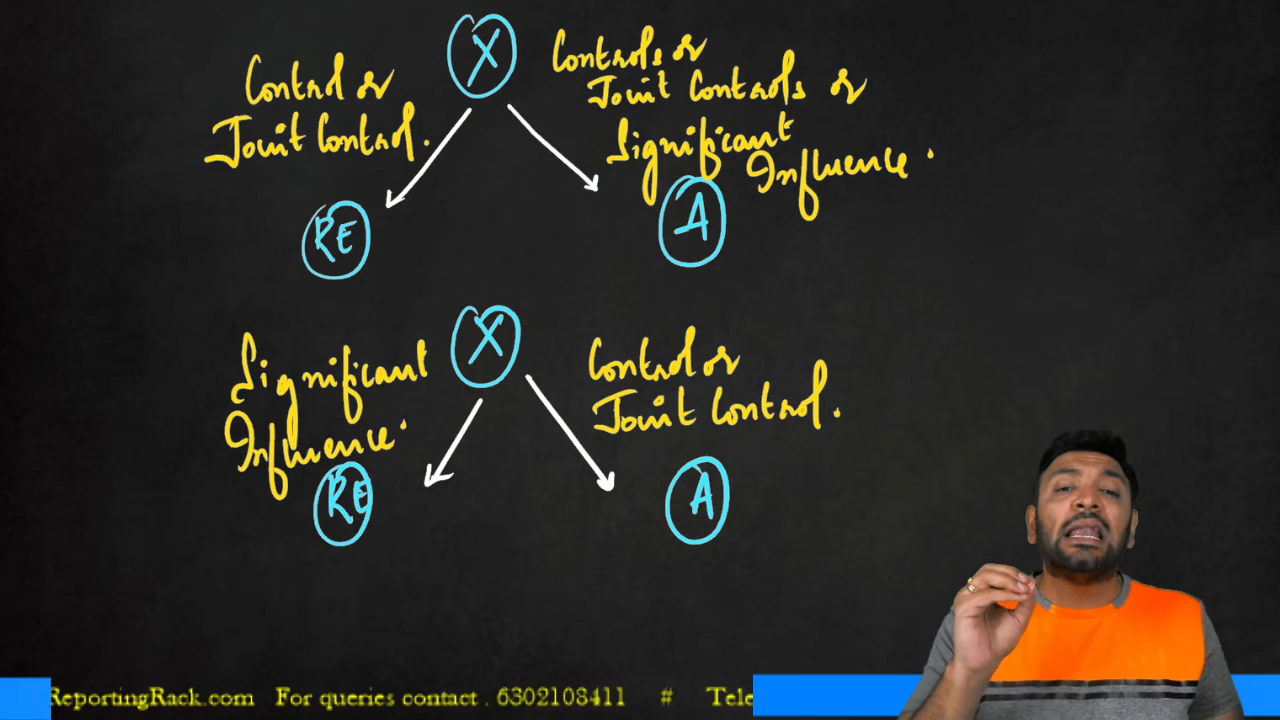 X
Control or
Joint Control.
Controls or
Joint Controls or
Significant
Influence.
RE
A
X
Significant
Influence.
Control or
Joint Control.
RE
A
ReportingRack.com For queries contact . 6302108411 # Tele